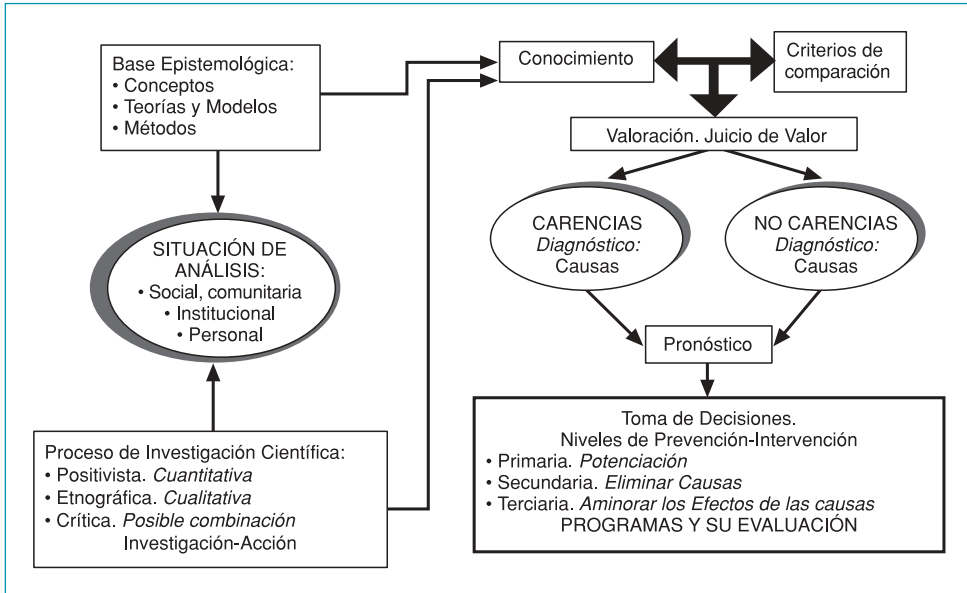 Base Epistemológica:
• Conceptos
• Teorías y Modelos
• Métodos
SITUACIÓN DE
ANÁLISIS:
• Social, comunitaria
• Institucional
• Personal
Proceso de Investigación Científica:
• Positivista. Cuantitativa
• Etnográfica. Cualitativa
• Crítica. Posible combinación
Investigación-Acción
Conocimiento
Criterios de
comparación
Valoración. Juicio de Valor
CARENCIAS
Diagnóstico:
Causas
NO CARENCIAS
Diagnóstico:
Causas
Pronóstico
Toma de Decisiones.
Niveles de Prevención-Intervención
• Primaria. Potenciación
• Secundaria. Eliminar Causas
• Terciaria. Aminorar los Efectos de las causas
PROGRAMAS Y SU EVALUACIÓN